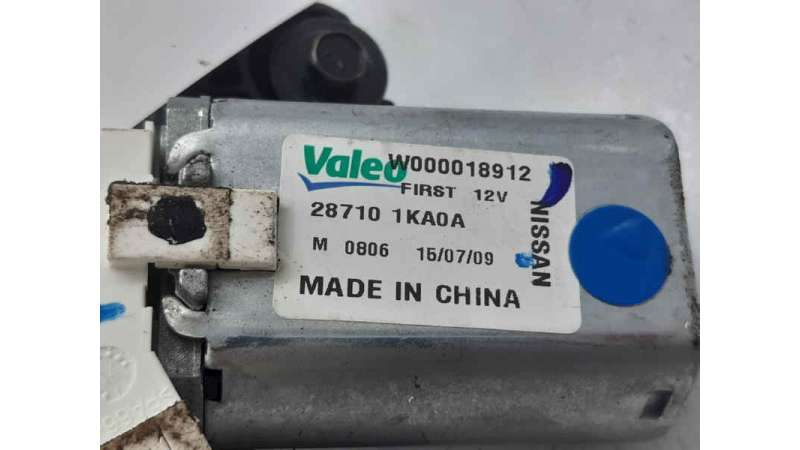 Valeo W000018912
FIRST 12V
28710 1KA0A
M 0806 15/07/09
MADE IN CHINA
NISSAN